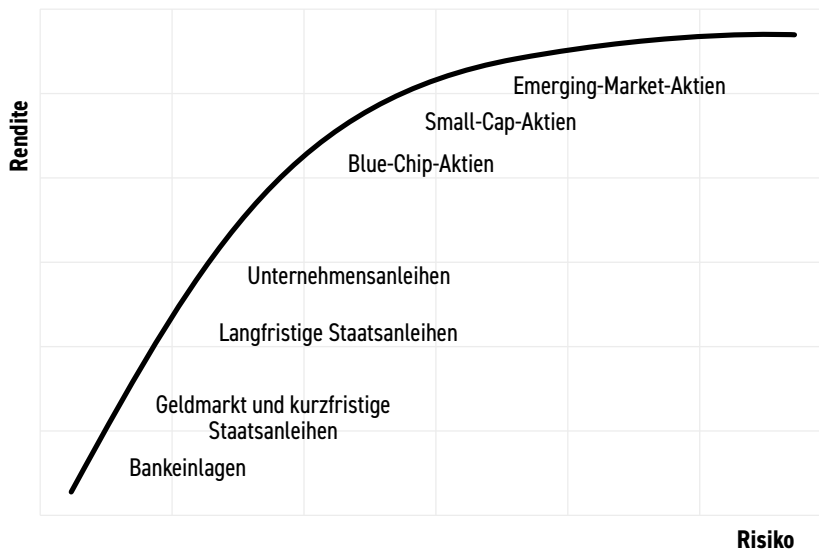 Rendite
Emerging-Market-Aktien
Small-Cap-Aktien
Blue-Chip-Aktien
Unternehmensanleihen
Langfristige Staatsanleihen
Geldmarkt und kurzfristige
Staatsanleihen
Bankeinlagen
Risiko